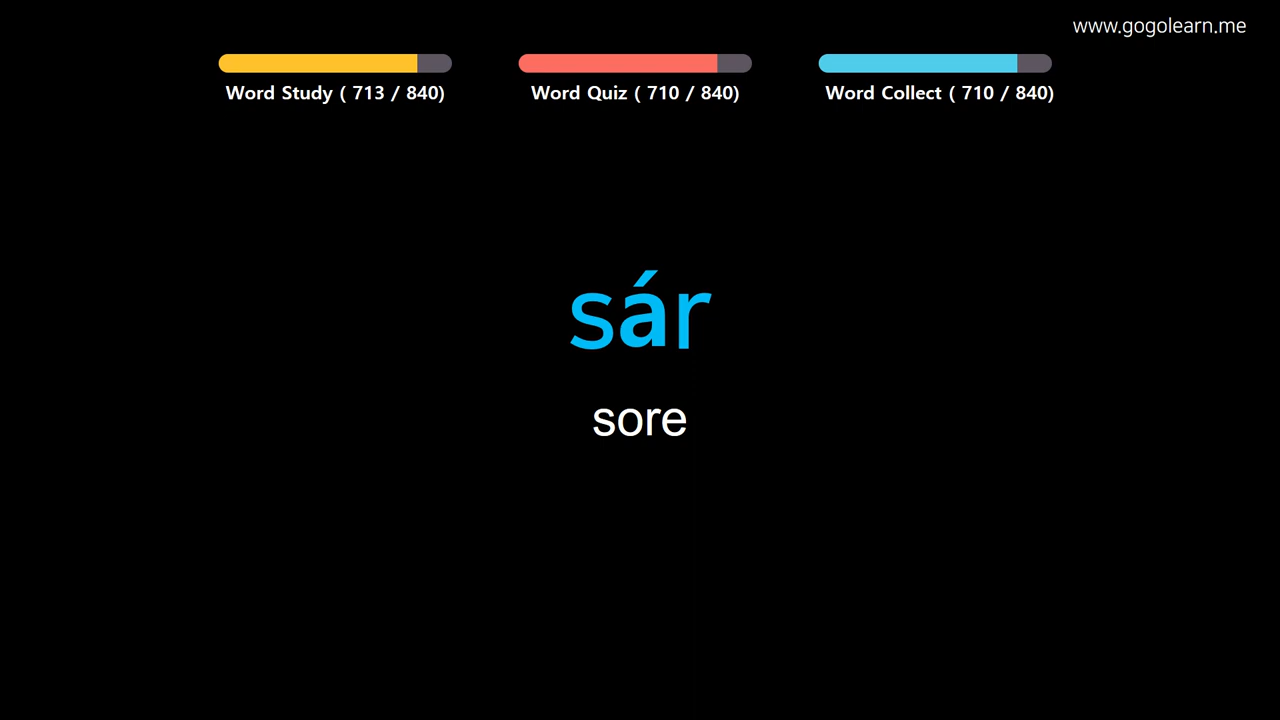 www.gogolearn.me
Word Study ( 713 / 840)
Word Quiz ( 710 / 840)
Word Collect ( 710 / 840)
sár
sore